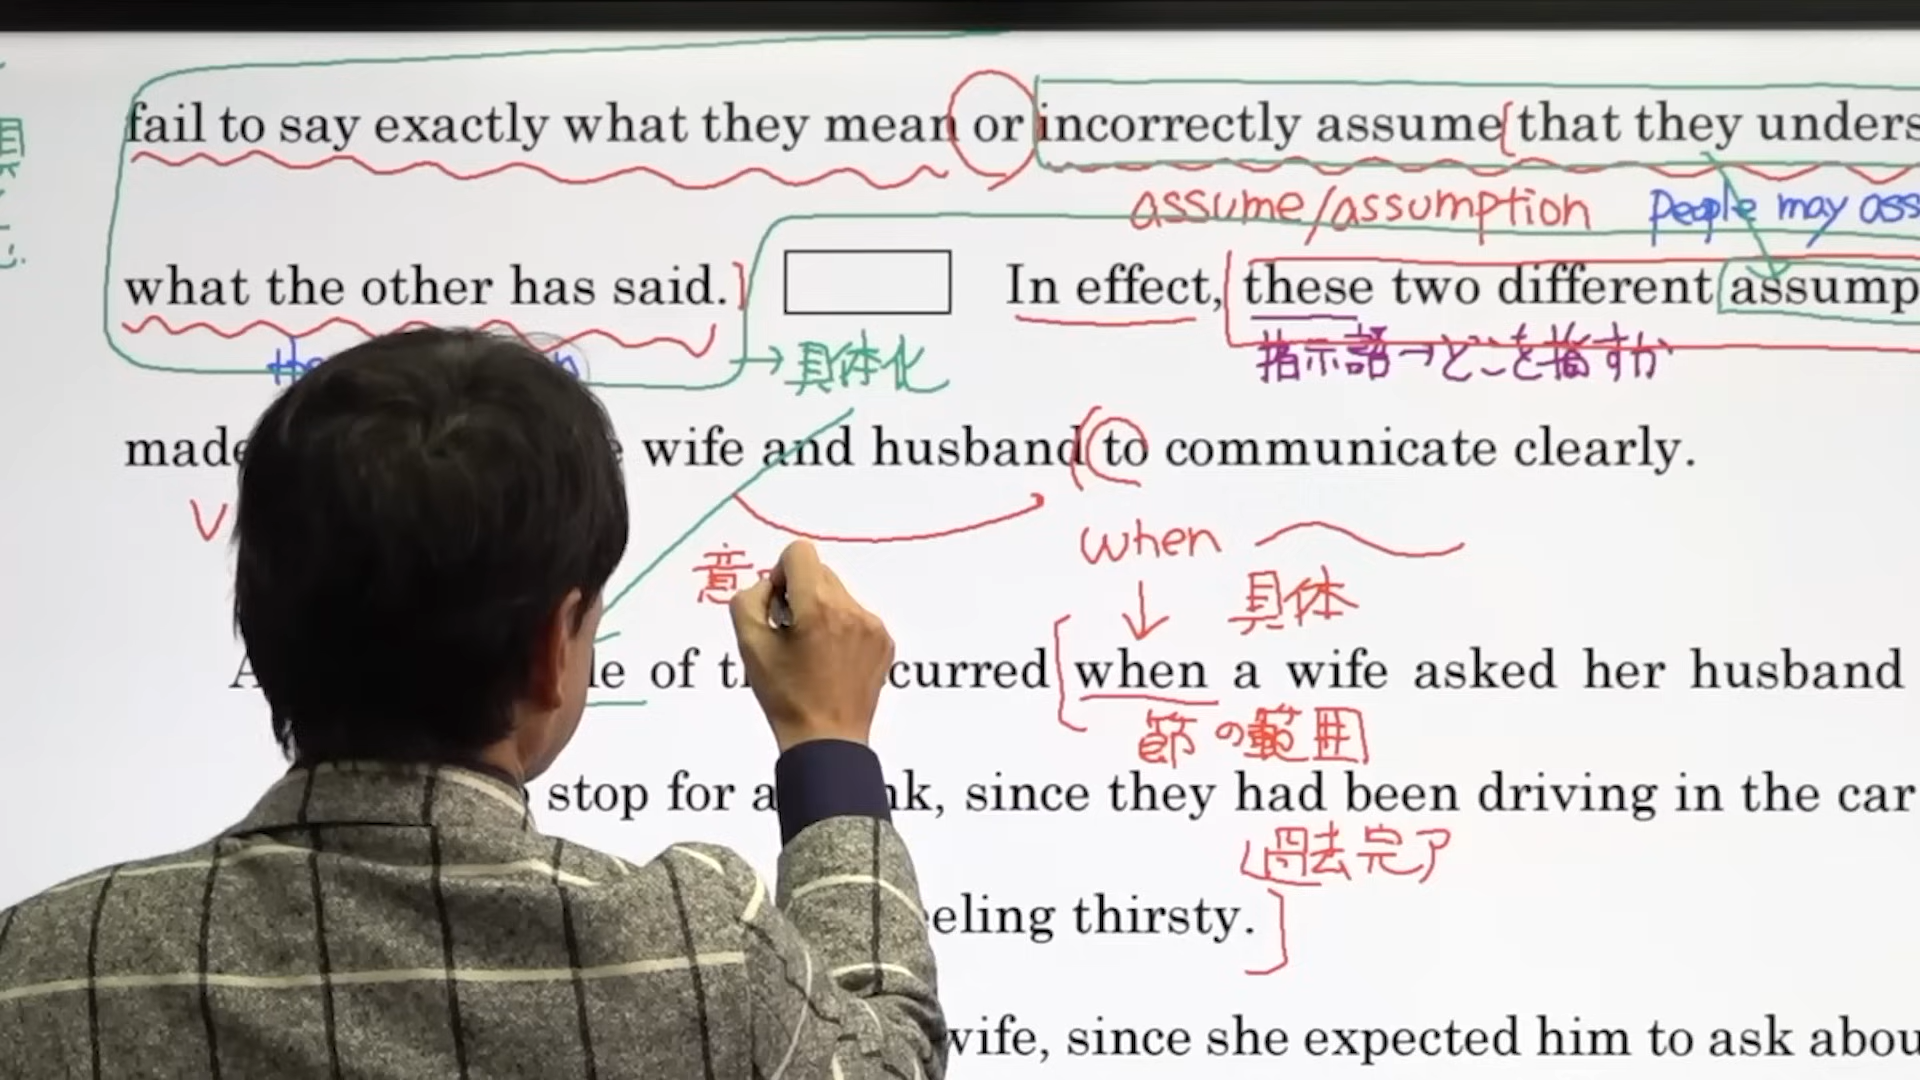 fail to say exactly what they mean or incorrectly assume that they unders
assume/assumption people may ass
what the other has said. In effect, these two different assump
具体化 指示語→どこを指すか
made wife and husband to communicate clearly.
V when
意 具体
of curred when a wife asked her husband
節の範囲
stop for a nk, since they had been driving in the car
過去完了
eeling thirsty.
wife, since she expected him to ask abou